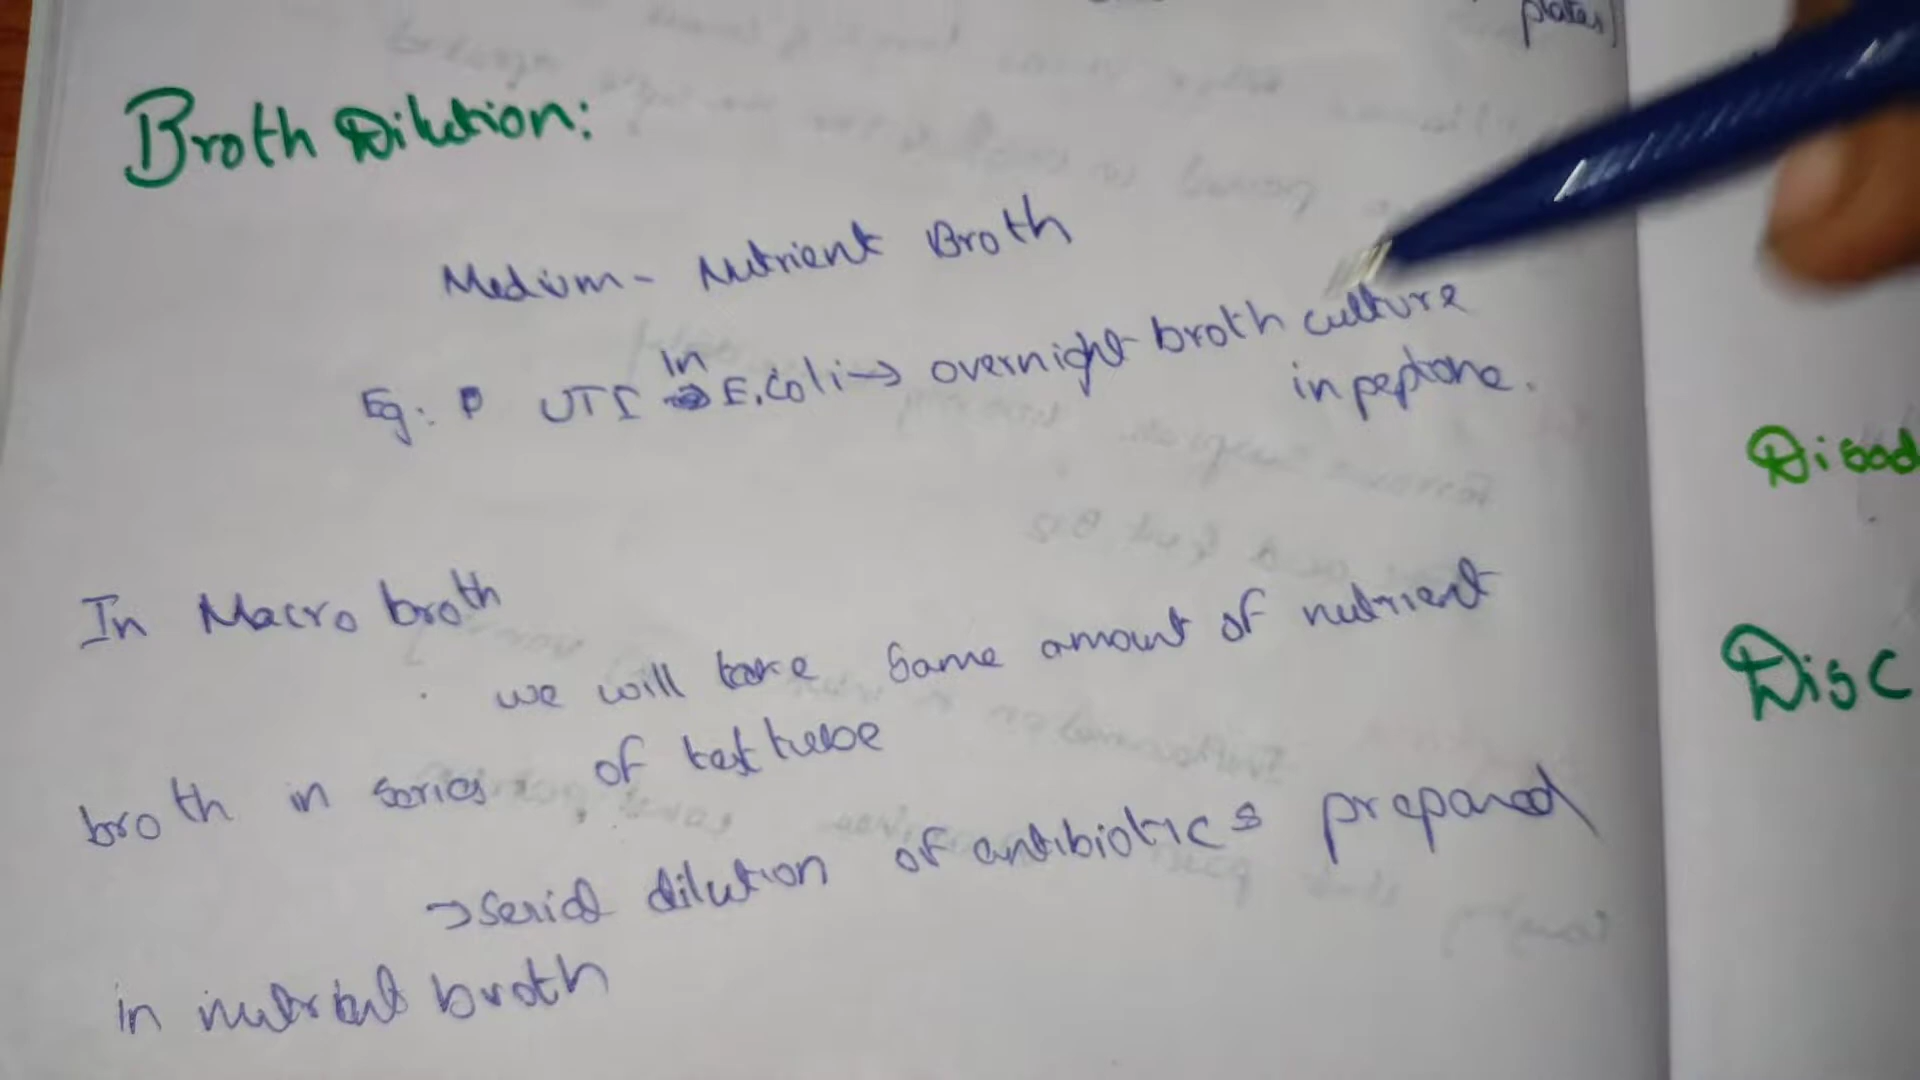 plates)
Broth Dilution:
Medium - Nutrient Broth
Eg: UTI In E.Coli → overnight broth culture
in peptone.
In Macro broth
we will take Same amount of nutrient
broth in series of test tube
→ Serial dilution of antibiotics prepared
in nutrient broth
Disad
Disc